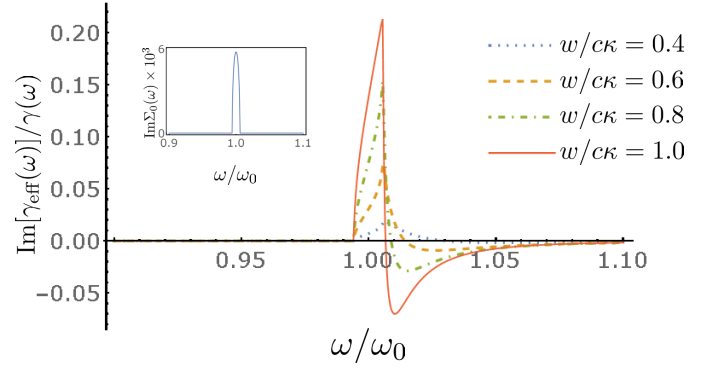 Im[γeff(ω)]/γ(ω)
0.20
0.15
0.10
0.05
0.00
−0.05
0.95
1.00
1.05
1.10
ω/ω0
ImΣ0(ω) × 10³
6
0
0.9
1.0
1.1
ω/ω0
w/cκ = 0.4
w/cκ = 0.6
w/cκ = 0.8
w/cκ = 1.0